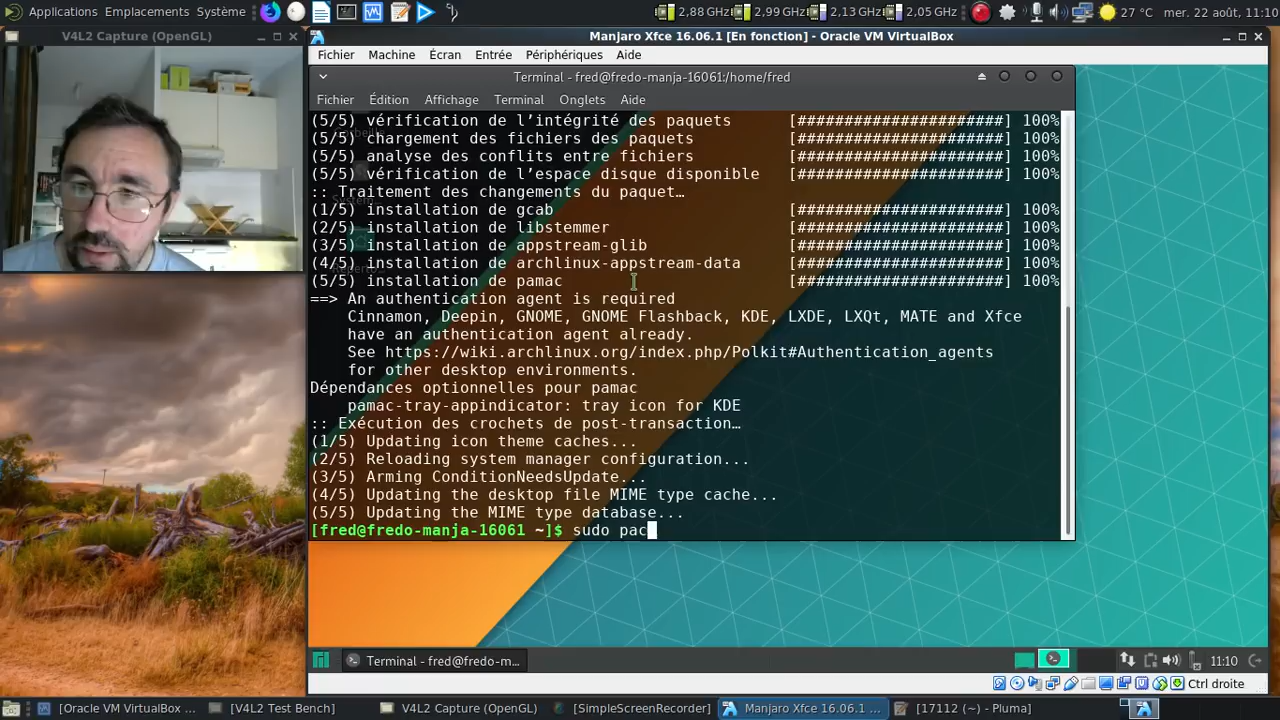 Applications Emplacements Système
2,88 GHz 2,99 GHz 2,13 GHz 2,05 GHz 27 °C mer. 22 août, 11:10
V4L2 Capture (OpenGL)
Manjaro Xfce 16.06.1 [En fonction] - Oracle VM VirtualBox
Fichier Machine Écran Entrée Périphériques Aide
Terminal - fred@fredo-manja-16061:/home/fred
Fichier Édition Affichage Terminal Onglets Aide
(5/5) vérification de l’intégrité des paquets [######################] 100%
(5/5) chargement des fichiers des paquets [######################] 100%
(5/5) analyse des conflits entre fichiers [######################] 100%
(5/5) vérification de l’espace disque disponible [######################] 100%
:: Traitement des changements du paquet…
(1/5) installation de gcab [######################] 100%
(2/5) installation de libstemmer [######################] 100%
(3/5) installation de appstream-glib [######################] 100%
(4/5) installation de archlinux-appstream-data [######################] 100%
(5/5) installation de pamac [######################] 100%
==> An authentication agent is required
Cinnamon, Deepin, GNOME, GNOME Flashback, KDE, LXDE, LXQt, MATE and Xfce
have an authentication agent already.
See https://wiki.archlinux.org/index.php/Polkit#Authentication_agents
for other desktop environments.
Dépendances optionnelles pour pamac
pamac-tray-appindicator: tray icon for KDE
:: Exécution des crochets de post-transaction…
(1/5) Updating icon theme caches...
(2/5) Reloading system manager configuration...
(3/5) Arming ConditionNeedsUpdate...
(4/5) Updating the desktop file MIME type cache...
(5/5) Updating the MIME type database...
[fred@fredo-manja-16061 ~]$ sudo pac
Terminal - fred@fredo-m...
11:10
Ctrl droite
[Oracle VM VirtualBox ... [V4L2 Test Bench] V4L2 Capture (OpenGL) [SimpleScreenRecorder] Manjaro Xfce 16.06.1 ... [17112 (~) - Pluma]